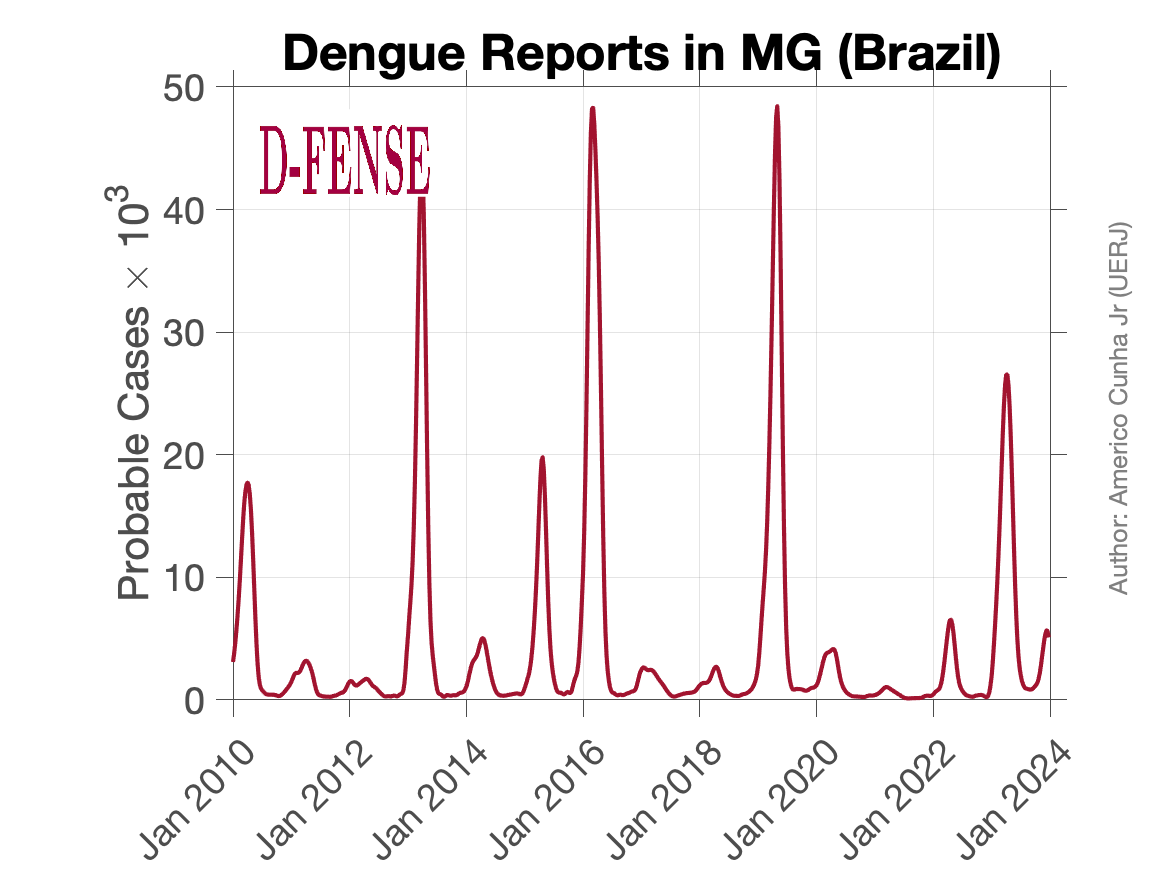 Dengue Reports in MG (Brazil)
D-FENSE
Probable Cases × 10³
50
40
30
20
10
0
Jan 2010
Jan 2012
Jan 2014
Jan 2016
Jan 2018
Jan 2020
Jan 2022
Jan 2024
Author: Americo Cunha Jr (UERJ)